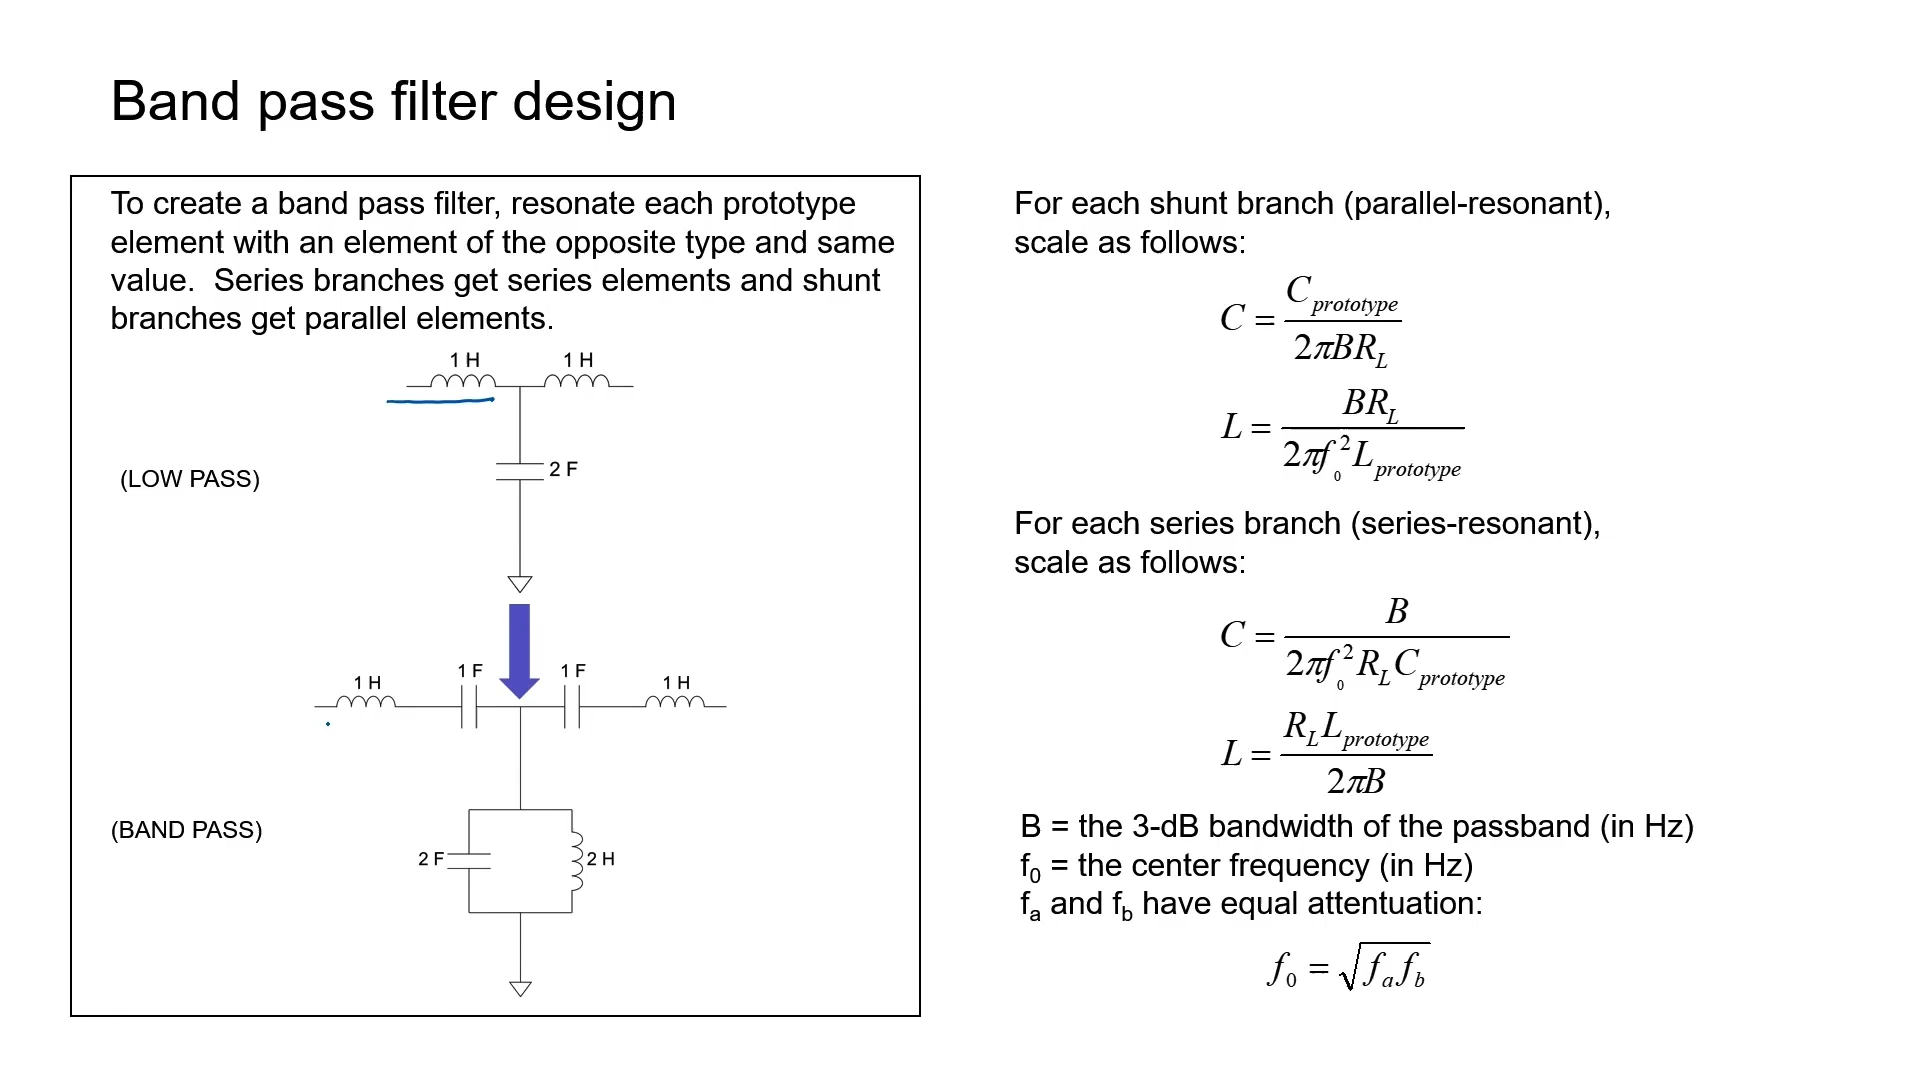 Band pass filter design
To create a band pass filter, resonate each prototype
element with an element of the opposite type and same
value.  Series branches get series elements and shunt
branches get parallel elements.
1 H 1 H
(LOW PASS)
2 F
1 H 1 F 1 F 1 H
(BAND PASS)
2 F 2 H
For each shunt branch (parallel-resonant),
scale as follows:
C = C_prototype / 2πBR_L
L = BR_L / 2πf_0^2 L_prototype
For each series branch (series-resonant),
scale as follows:
C = B / 2πf_0^2 R_L C_prototype
L = R_L L_prototype / 2πB
B = the 3-dB bandwidth of the passband (in Hz)
f_0 = the center frequency (in Hz)
f_a and f_b have equal attentuation:
f_0 = √f_a f_b